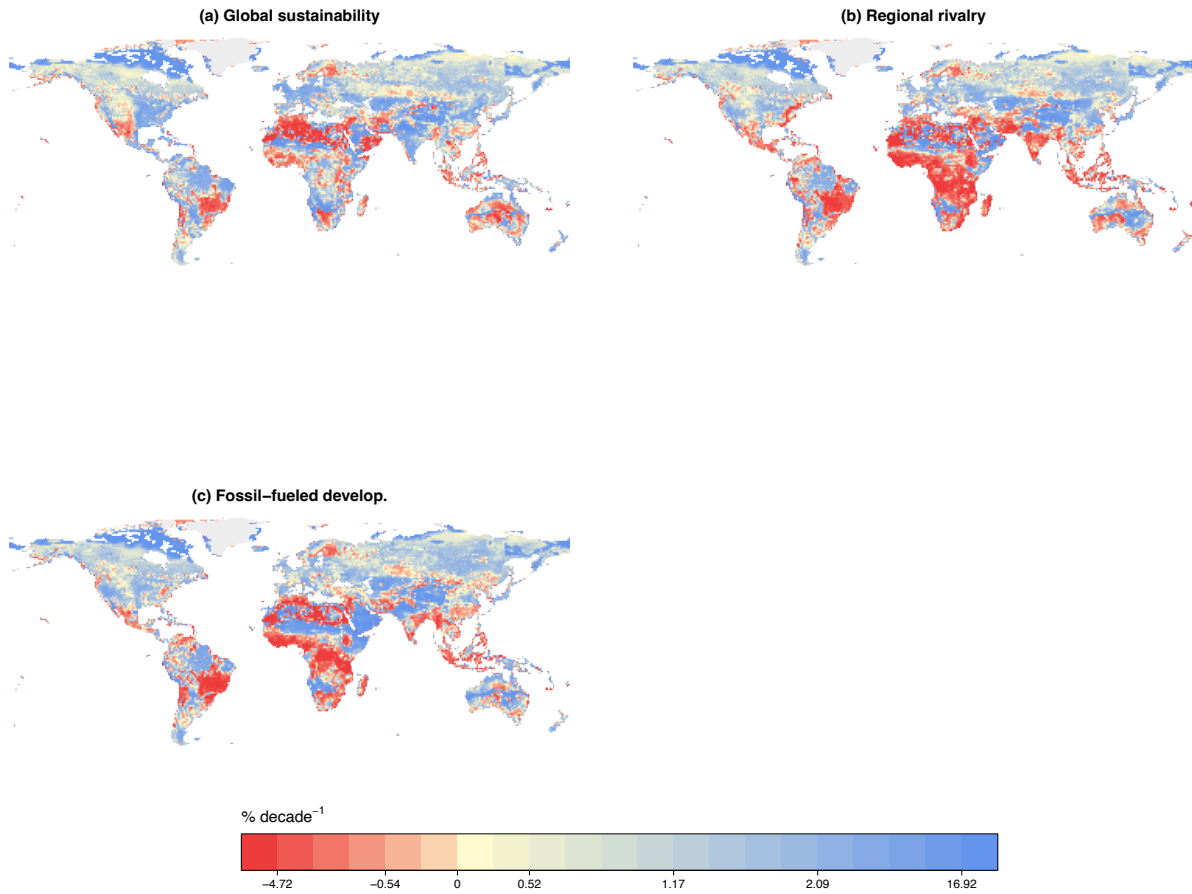 (a) Global sustainability
(b) Regional rivalry
(c) Fossil−fueled develop.
% decade⁻¹
−4.72 −0.54 0 0.52 1.17 2.09 16.92